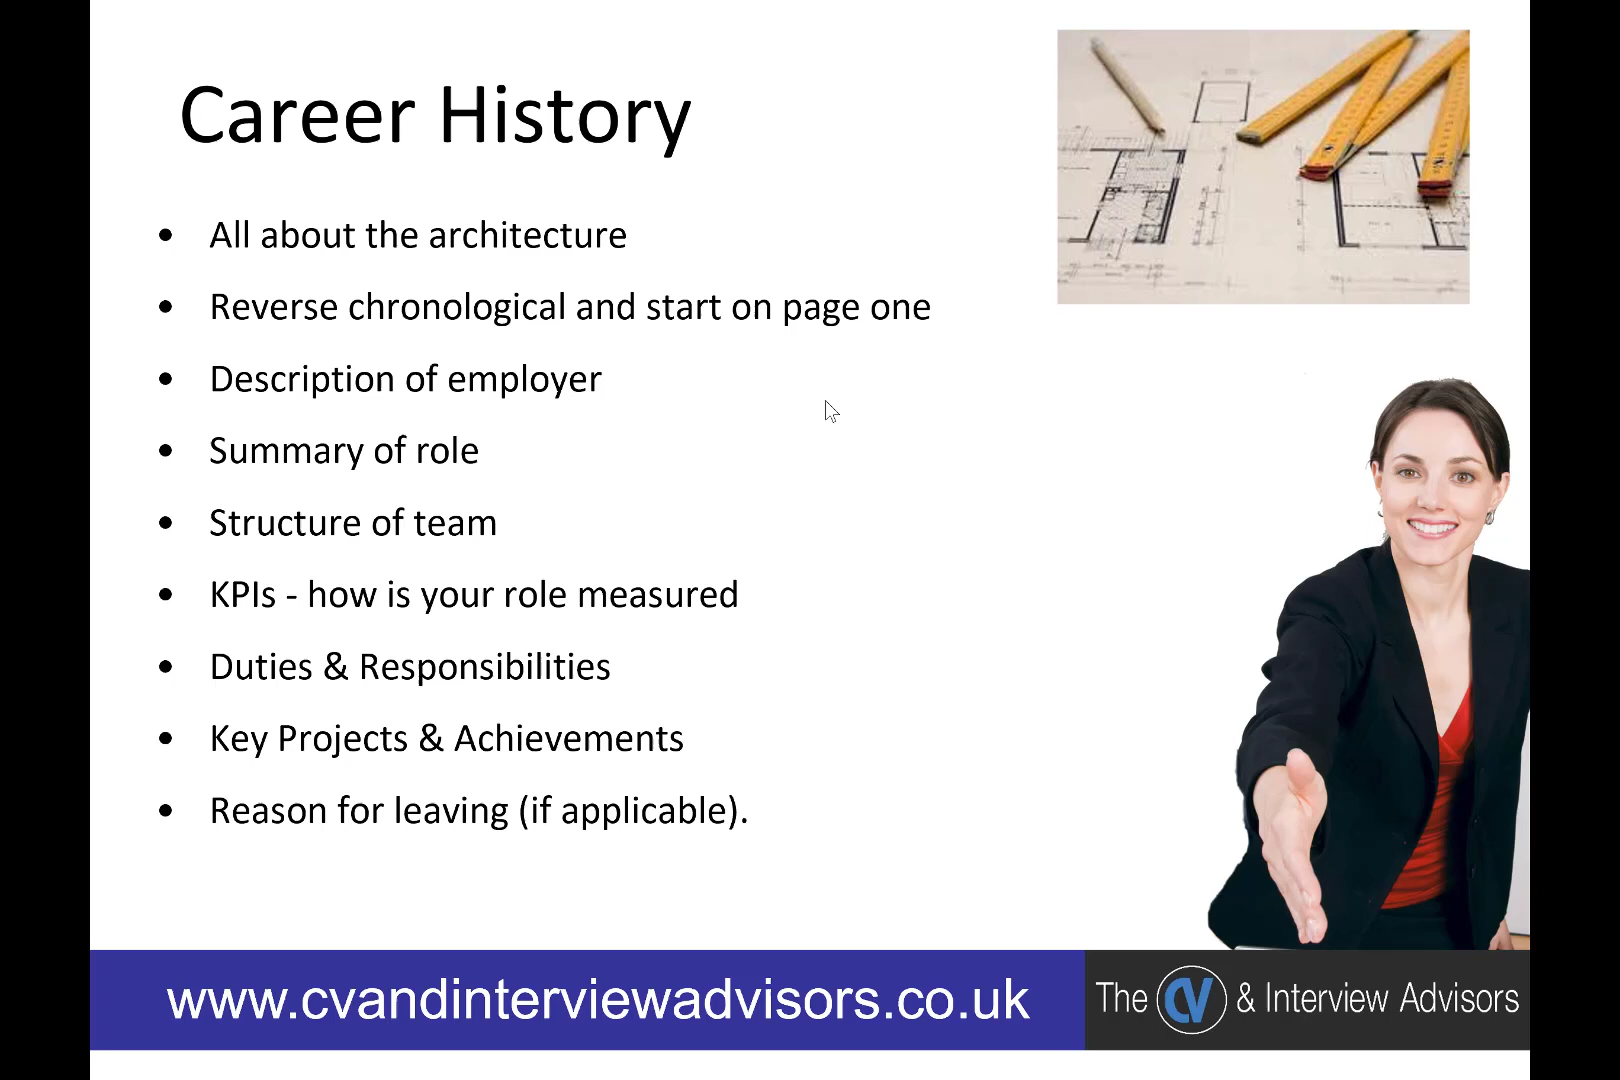 Career History
• All about the architecture
• Reverse chronological and start on page one
• Description of employer
• Summary of role
• Structure of team
• KPIs - how is your role measured
• Duties & Responsibilities
• Key Projects & Achievements
• Reason for leaving (if applicable).
www.cvandinterviewadvisors.co.uk
The CV & Interview Advisors